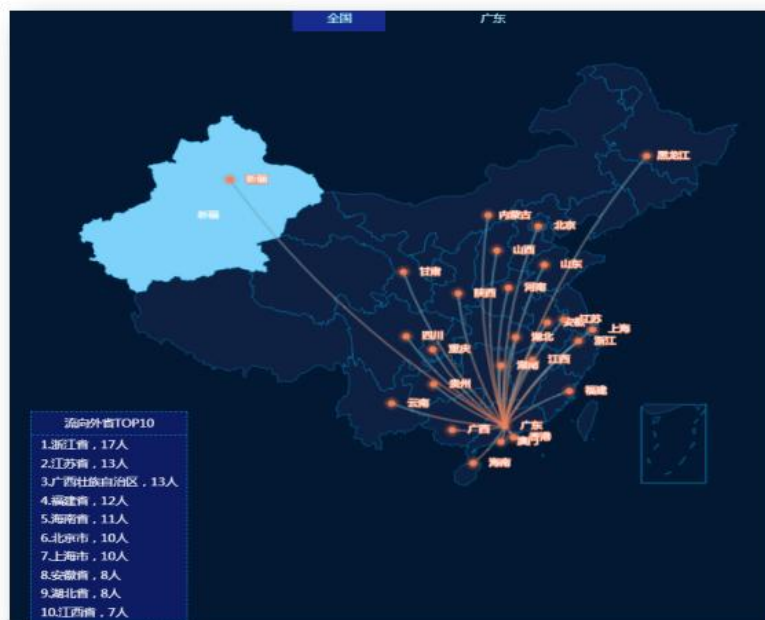 全国
广东
黑龙江
新疆
新疆
内蒙古
北京
山西
山东
甘肃
河南
陕西
江苏
安徽
上海
四川
湖北
浙江
重庆
江西
湖南
贵州
福建
云南
广东
广西
香港
澳门
海南
流向外省TOP10
1.浙江省，17人
2.江苏省，13人
3.广西壮族自治区，13人
4.福建省，12人
5.海南省，11人
6.北京市，10人
7.上海市，10人
8.安徽省，8人
9.湖北省，8人
10.江西省，7人